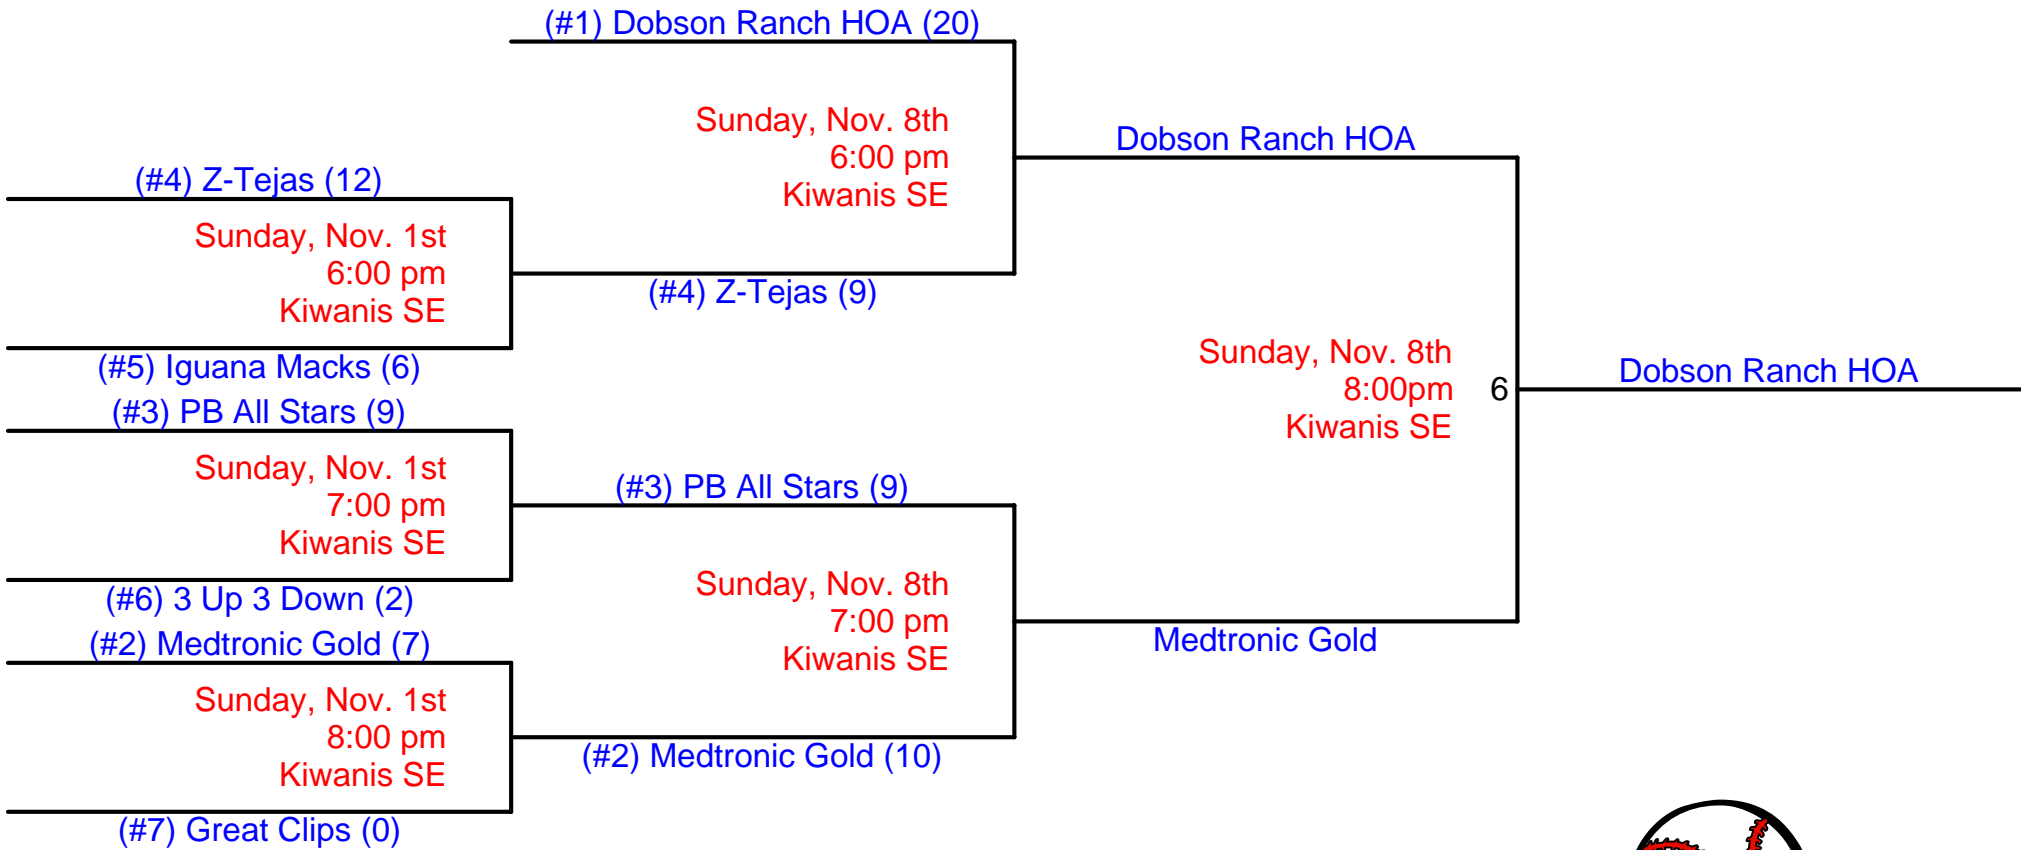 (#1) Dobson Ranch HOA (20)
Sunday, Nov. 8th
6:00 pm
Kiwanis SE
Dobson Ranch HOA
(#4) Z-Tejas (12)
Sunday, Nov. 1st
6:00 pm
Kiwanis SE
(#4) Z-Tejas (9)
(#5) Iguana Macks (6)
Sunday, Nov. 8th
8:00pm 6
Kiwanis SE
Dobson Ranch HOA
(#3) PB All Stars (9)
Sunday, Nov. 1st
7:00 pm
Kiwanis SE
(#3) PB All Stars (9)
(#6) 3 Up 3 Down (2)
Sunday, Nov. 8th
7:00 pm
Kiwanis SE
Medtronic Gold
(#2) Medtronic Gold (7)
Sunday, Nov. 1st
8:00 pm
Kiwanis SE
(#2) Medtronic Gold (10)
(#7) Great Clips (0)